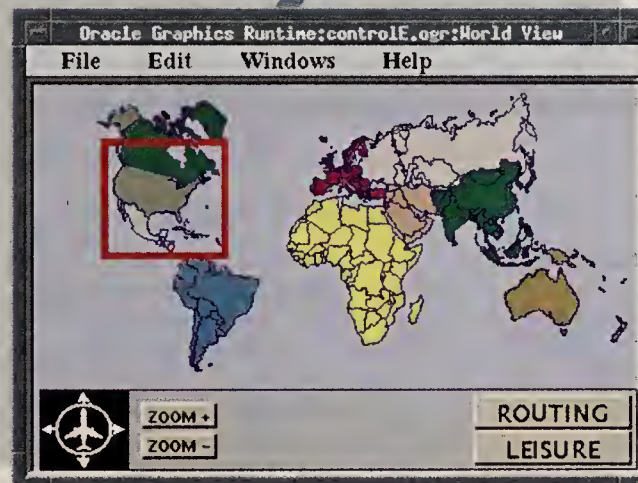 Oracle Graphics Runtime:controlE.ogr:World View
File Edit Windows Help
ZOOM + ROUTING
ZOOM - LEISURE